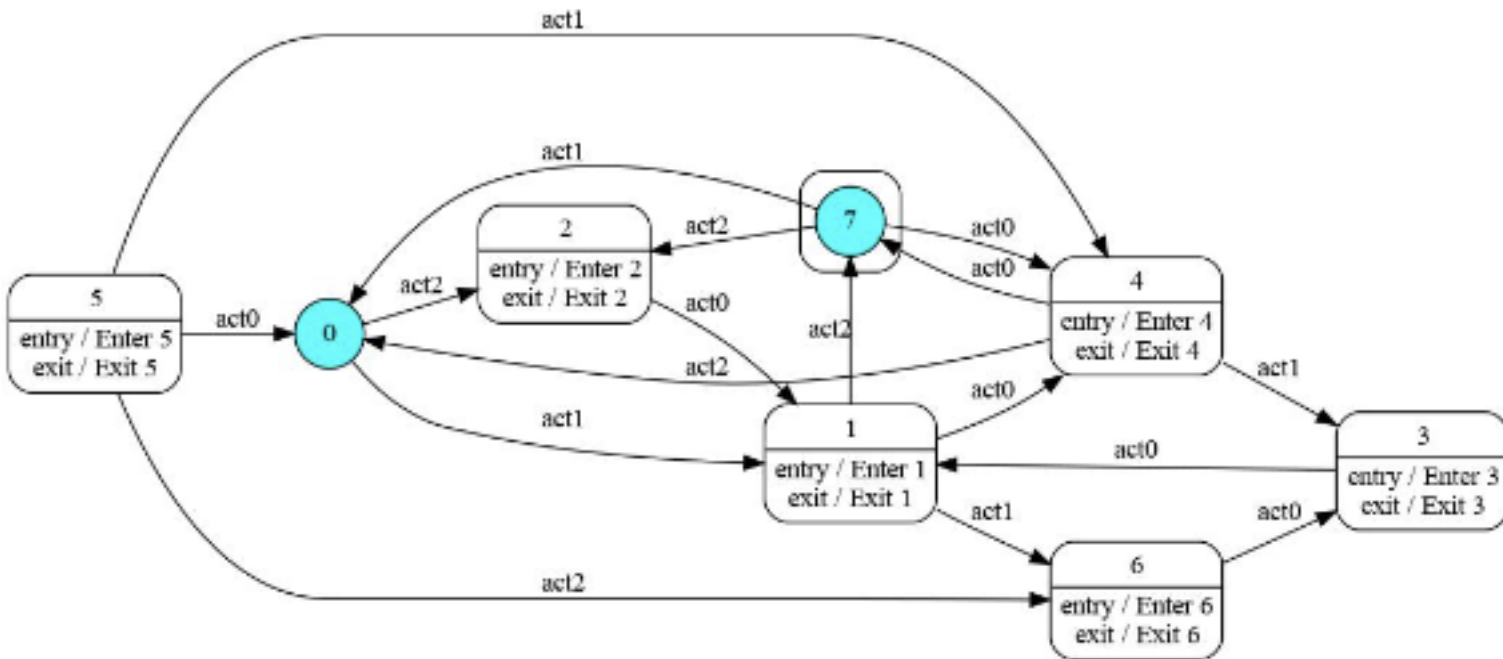 act1
act1
7
2
entry / Enter 2
exit / Exit 2
act2
act0
act0
4
entry / Enter 4
exit / Exit 4
5
entry / Enter 5
exit / Exit 5
act0
0
act2
act0
act2
act2
act0
act1
act1
1
entry / Enter 1
exit / Exit 1
act0
3
entry / Enter 3
exit / Exit 3
act1
act0
act2
6
entry / Enter 6
exit / Exit 6